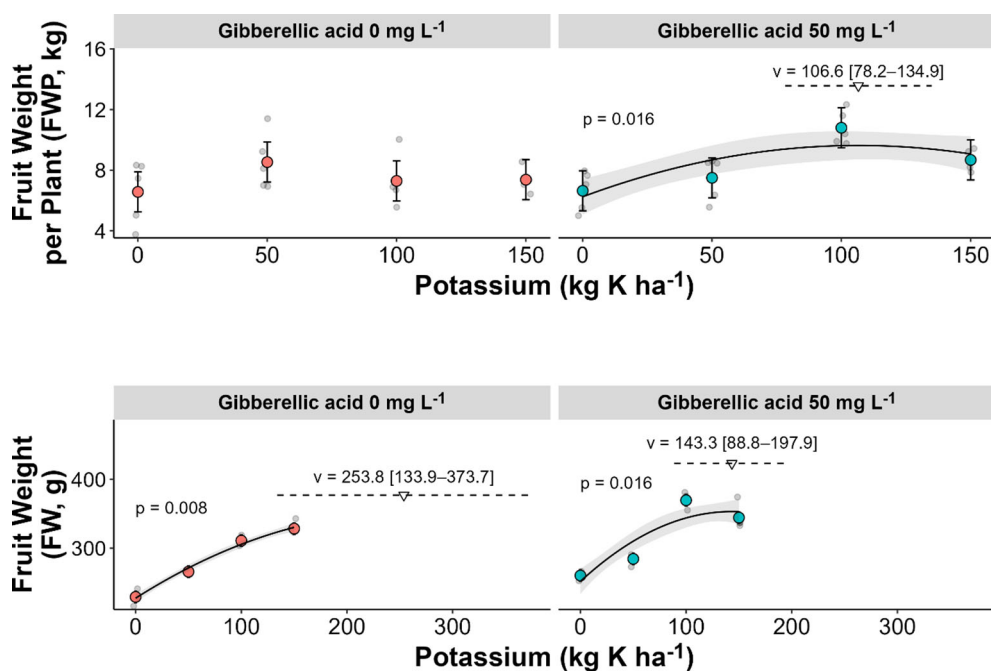 Gibberellic acid 0 mg L-1
Gibberellic acid 50 mg L-1
Fruit Weight
per Plant (FWP, kg)
16
12
8
4
v = 106.6 [78.2–134.9]
p = 0.016
0 50 100 150
0 50 100 150
Potassium (kg K ha-1)
Gibberellic acid 0 mg L-1
Gibberellic acid 50 mg L-1
Fruit Weight
(FW, g)
400
300
v = 253.8 [133.9–373.7]
p = 0.008
v = 143.3 [88.8–197.9]
p = 0.016
0 100 200 300
0 100 200 300
Potassium (kg K ha-1)